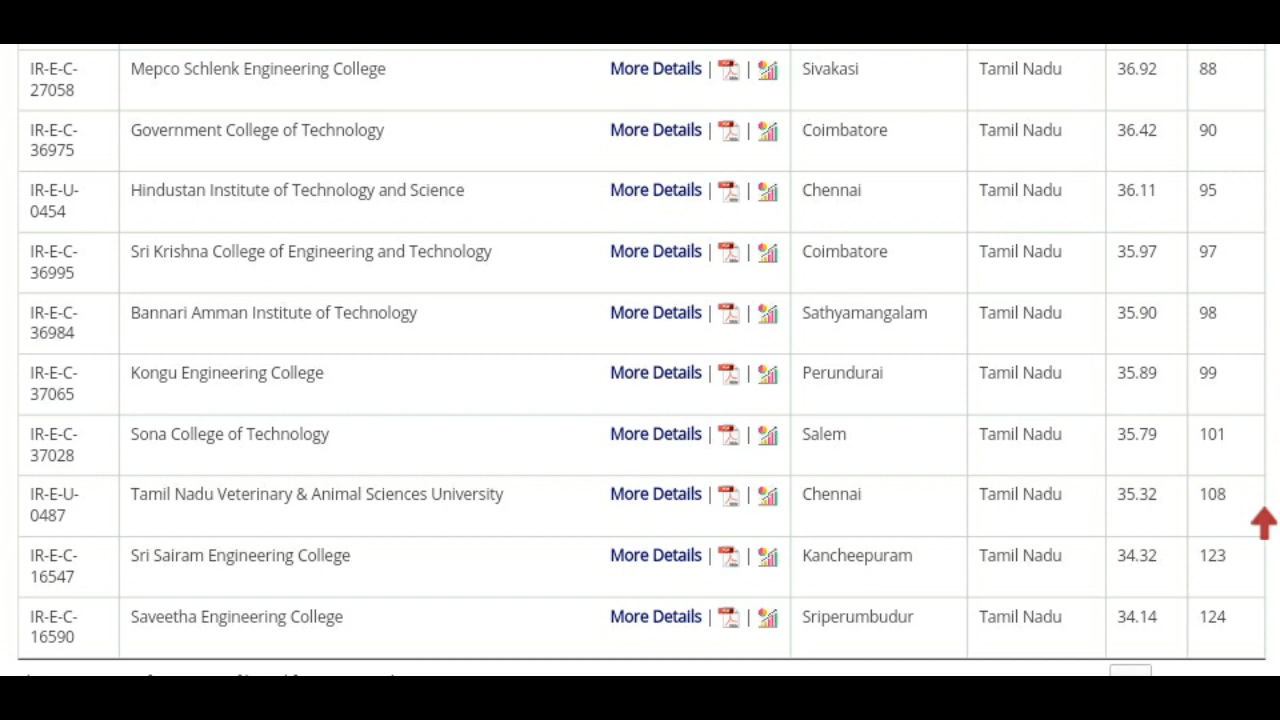 IR-E-C- Mepco Schlenk Engineering College More Details | | Sivakasi Tamil Nadu 36.92 88
27058
IR-E-C- Government College of Technology More Details | | Coimbatore Tamil Nadu 36.42 90
36975
IR-E-U- Hindustan Institute of Technology and Science More Details | | Chennai Tamil Nadu 36.11 95
0454
IR-E-C- Sri Krishna College of Engineering and Technology More Details | | Coimbatore Tamil Nadu 35.97 97
36995
IR-E-C- Bannari Amman Institute of Technology More Details | | Sathyamangalam Tamil Nadu 35.90 98
36984
IR-E-C- Kongu Engineering College More Details | | Perundurai Tamil Nadu 35.89 99
37065
IR-E-C- Sona College of Technology More Details | | Salem Tamil Nadu 35.79 101
37028
IR-E-U- Tamil Nadu Veterinary & Animal Sciences University More Details | | Chennai Tamil Nadu 35.32 108
0487
IR-E-C- Sri Sairam Engineering College More Details | | Kancheepuram Tamil Nadu 34.32 123
16547
IR-E-C- Saveetha Engineering College More Details | | Sriperumbudur Tamil Nadu 34.14 124
16590